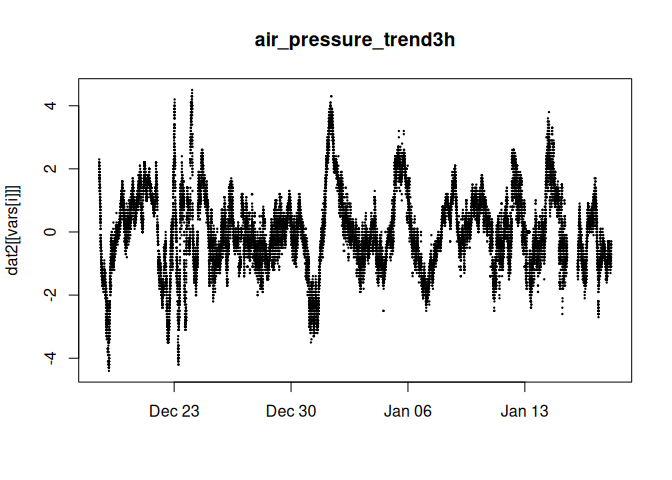 air_pressure_trend3h
dat2[[vars[i]]]
4
2
0
-2
-4
Dec 23
Dec 30
Jan 06
Jan 13